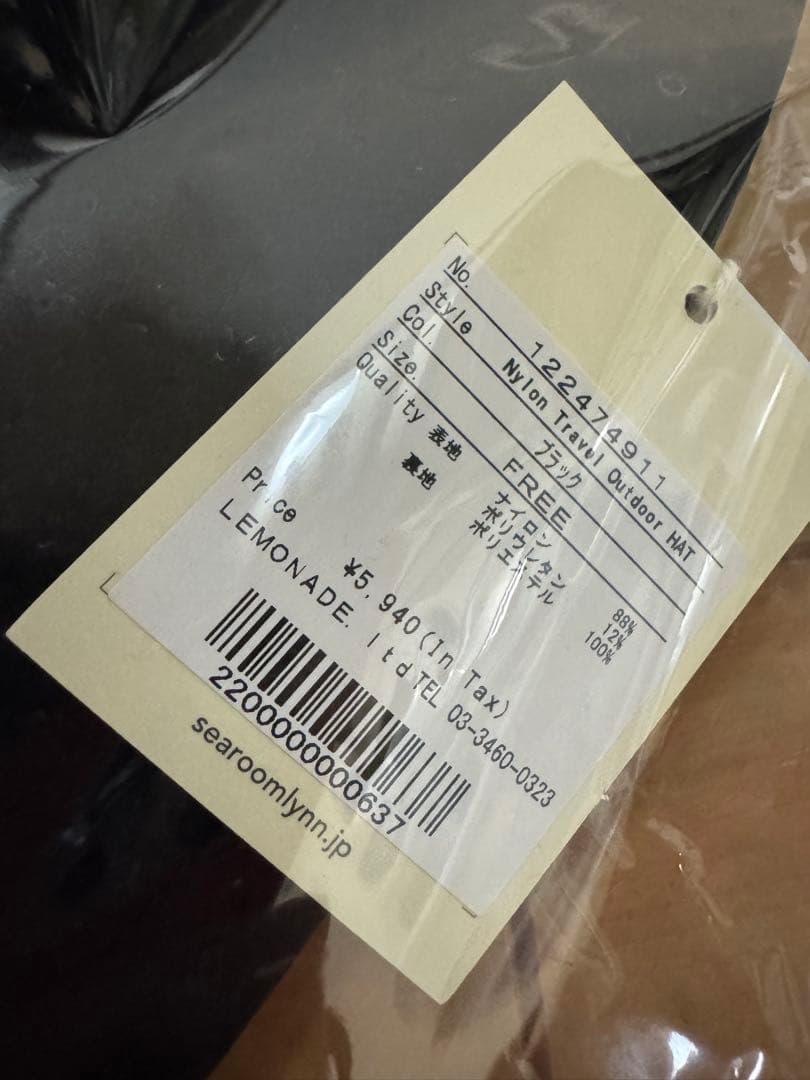 No. 122474911
Style Nylon Travel Outdoor HAT
Col. ブラック
Size. FREE
Quality 表地 ナイロン 88%
ポリウレタン 12%
裏地 ポリエステル 100%
Price ¥5,940(In Tax)
LEMONADE. ltd TEL 03-3460-0323
2200000000637
searoomlynn.jp